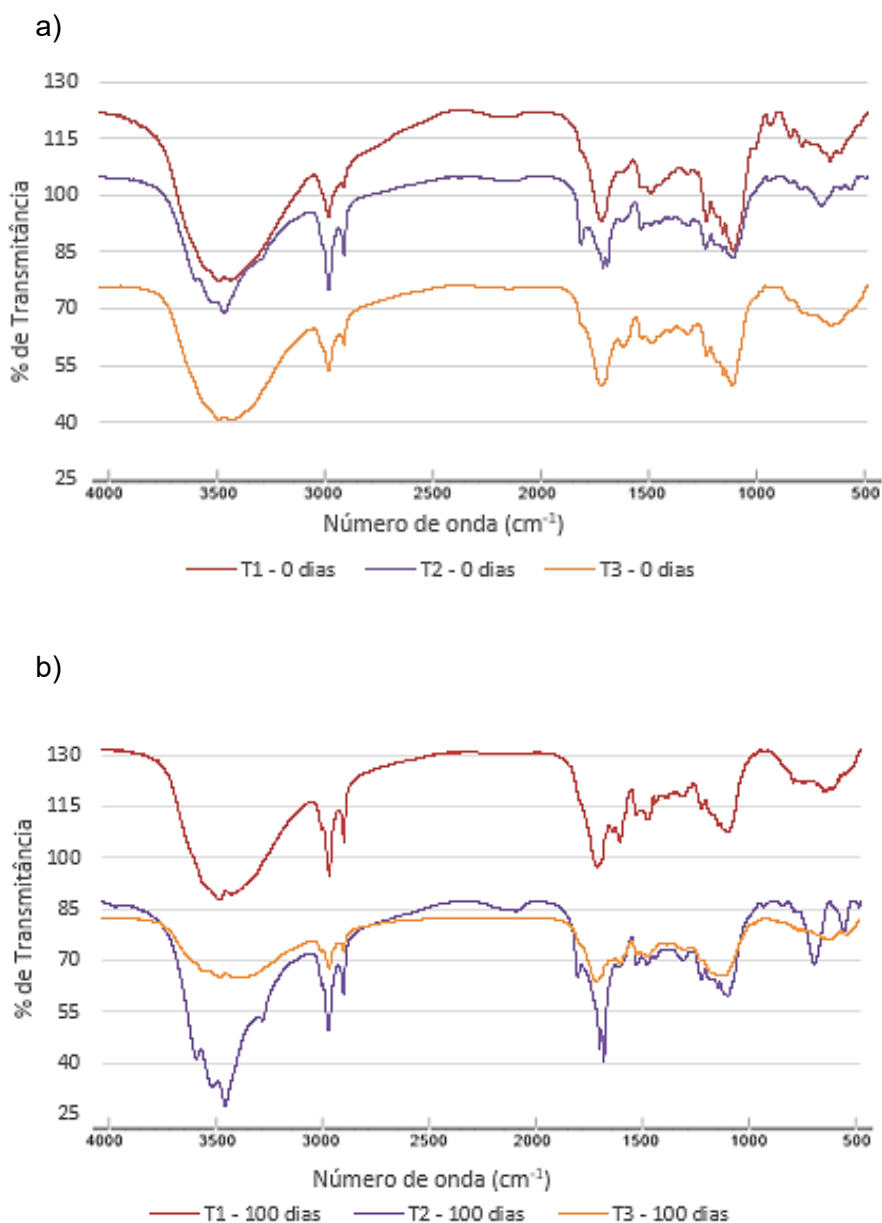 a)
130
115
100
85
70
55
40
25
% de Transmitância
4000 3500 3000 2500 2000 1500 1000 500
Número de onda (cm⁻¹)
T1 - 0 dias T2 - 0 dias T3 - 0 dias
b)
130
115
100
85
70
55
40
25
% de Transmitância
4000 3500 3000 2500 2000 1500 1000 500
Número de onda (cm⁻¹)
T1 - 100 dias T2 - 100 dias T3 - 100 dias